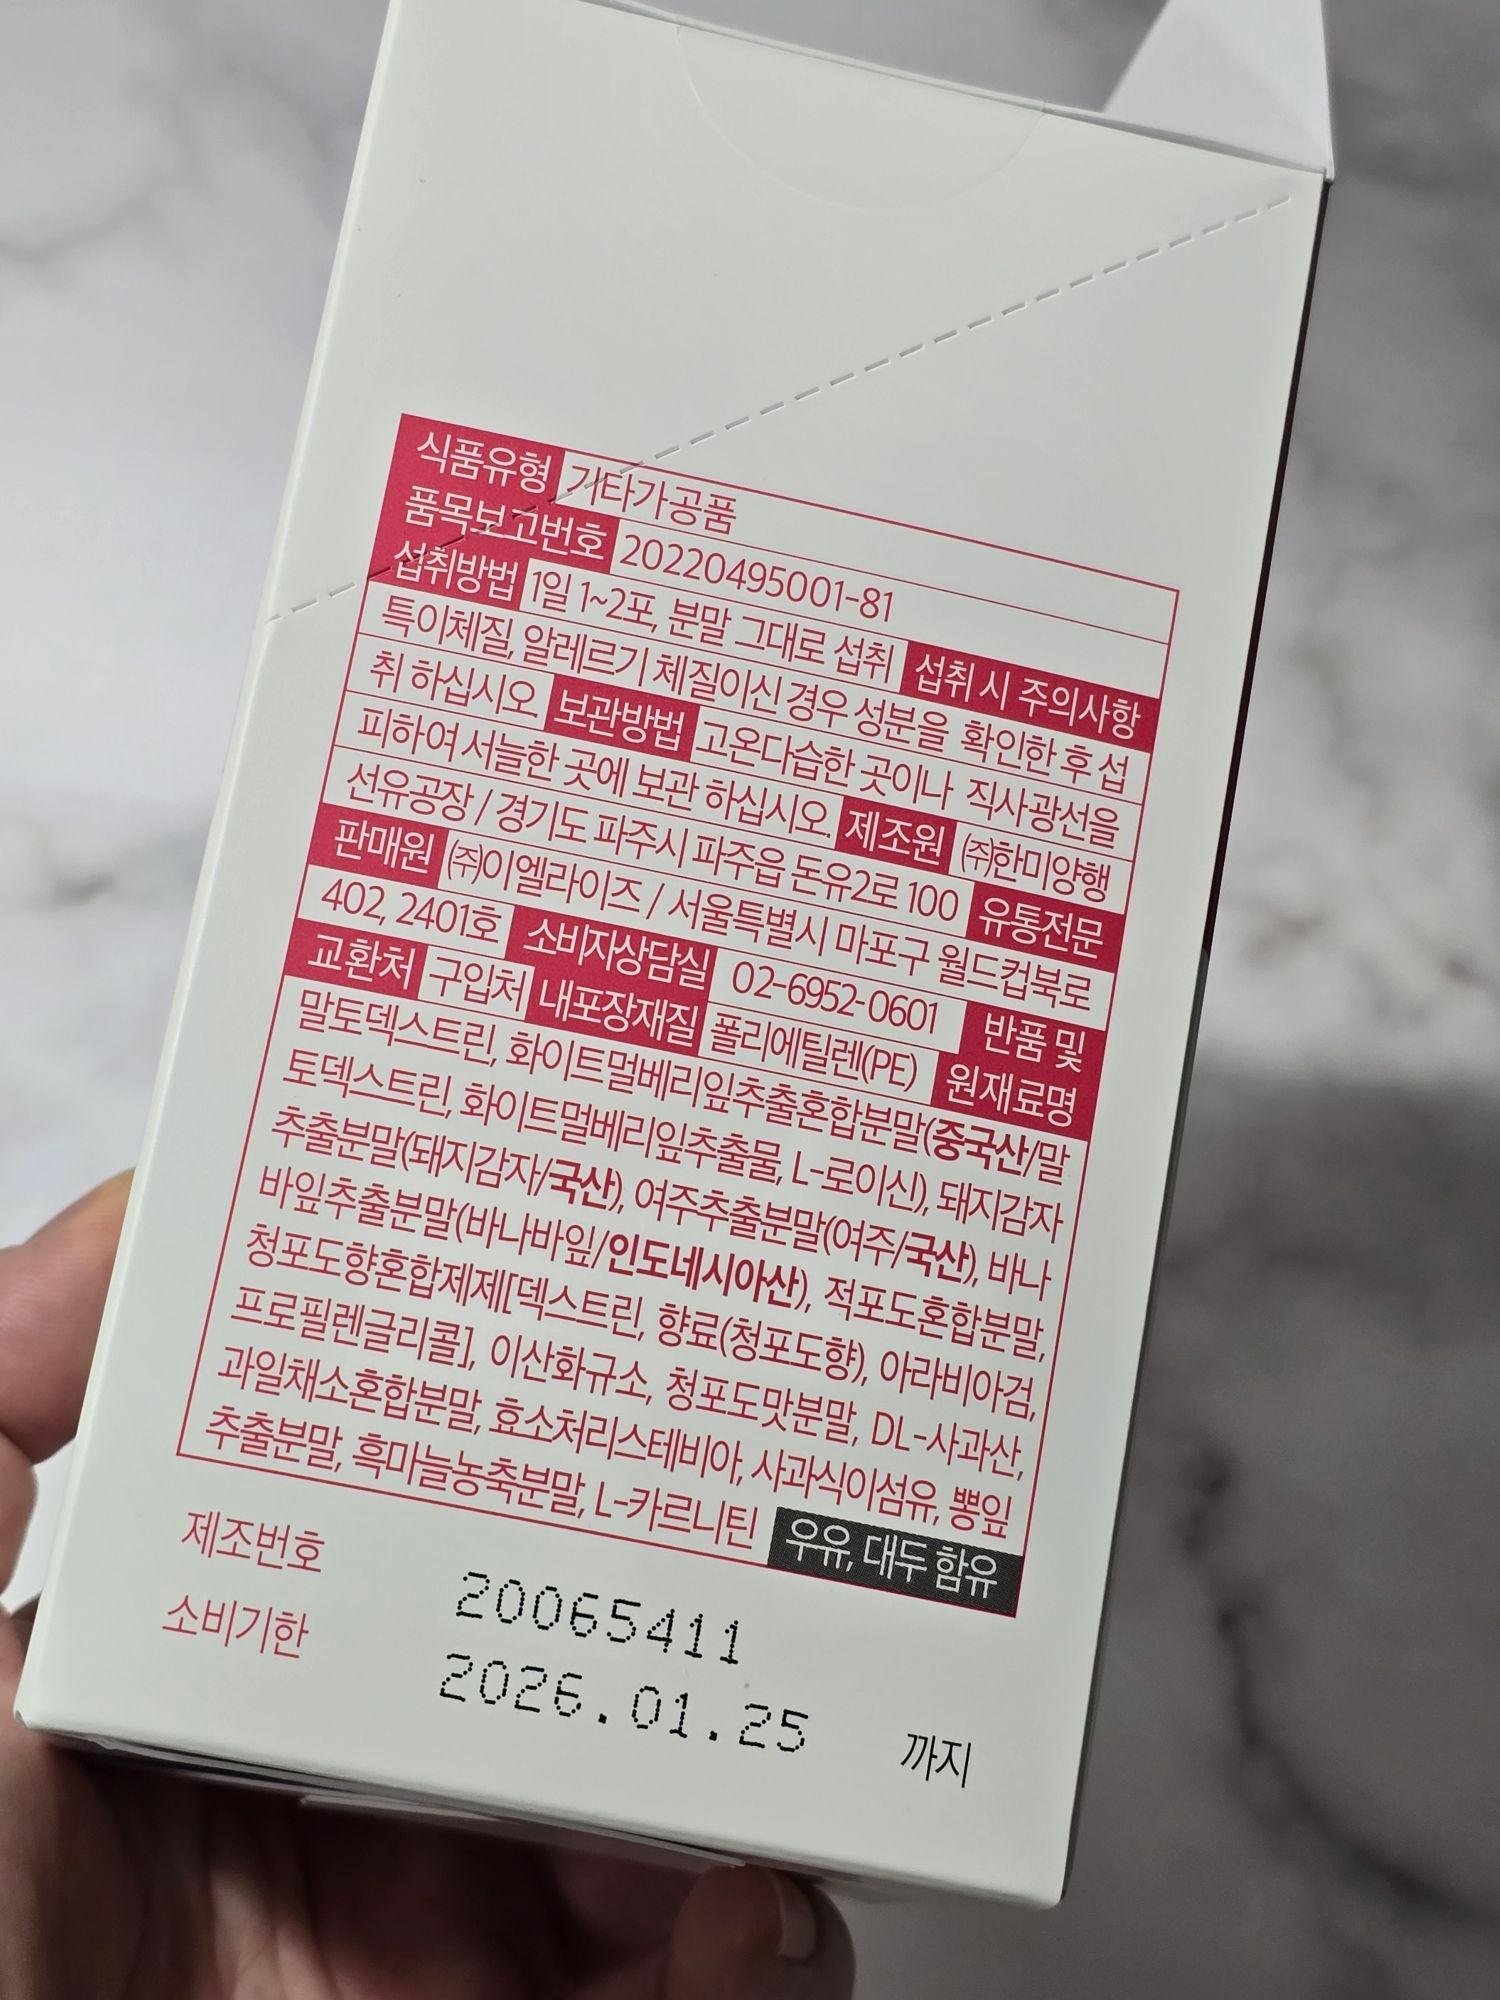 식품유형 기타가공품
품목보고번호 20220495001-81
섭취방법 1일 1~2포, 분말 그대로 섭취 섭취 시 주의사항
특이체질, 알레르기 체질이신 경우 성분을 확인한 후 섭
취 하십시오 보관방법 고온다습한 곳이나 직사광선을
피하여 서늘한 곳에 보관 하십시오. 제조원 ㈜한미양행
선유공장 / 경기도 파주시 파주읍 돈유2로 100 유통전문
판매원 ㈜이엘라이즈 / 서울특별시 마포구 월드컵북로
402, 2401호 소비자상담실 02-6952-0601 반품 및
교환처 구입처 내포장재질 폴리에틸렌(PE) 원재료명
말토덱스트린, 화이트멀베리잎추출혼합분말(중국산/말
토덱스트린, 화이트멀베리잎추출물, L-로이신), 돼지감자
추출분말(돼지감자/국산), 여주추출분말(여주/국산), 바나
바잎추출분말(바나바잎/인도네시아산), 적포도혼합분말,
청포도향혼합제제[덱스트린, 향료(청포도향), 아라비아검,
프로필렌글리콜], 이산화규소, 청포도맛분말, DL-사과산,
과일채소혼합분말, 효소처리스테비아, 사과식이섬유, 뽕잎
추출분말, 흑마늘농축분말, L-카르니틴 우유, 대두 함유
제조번호 20065411
소비기한 2026.01.25 까지